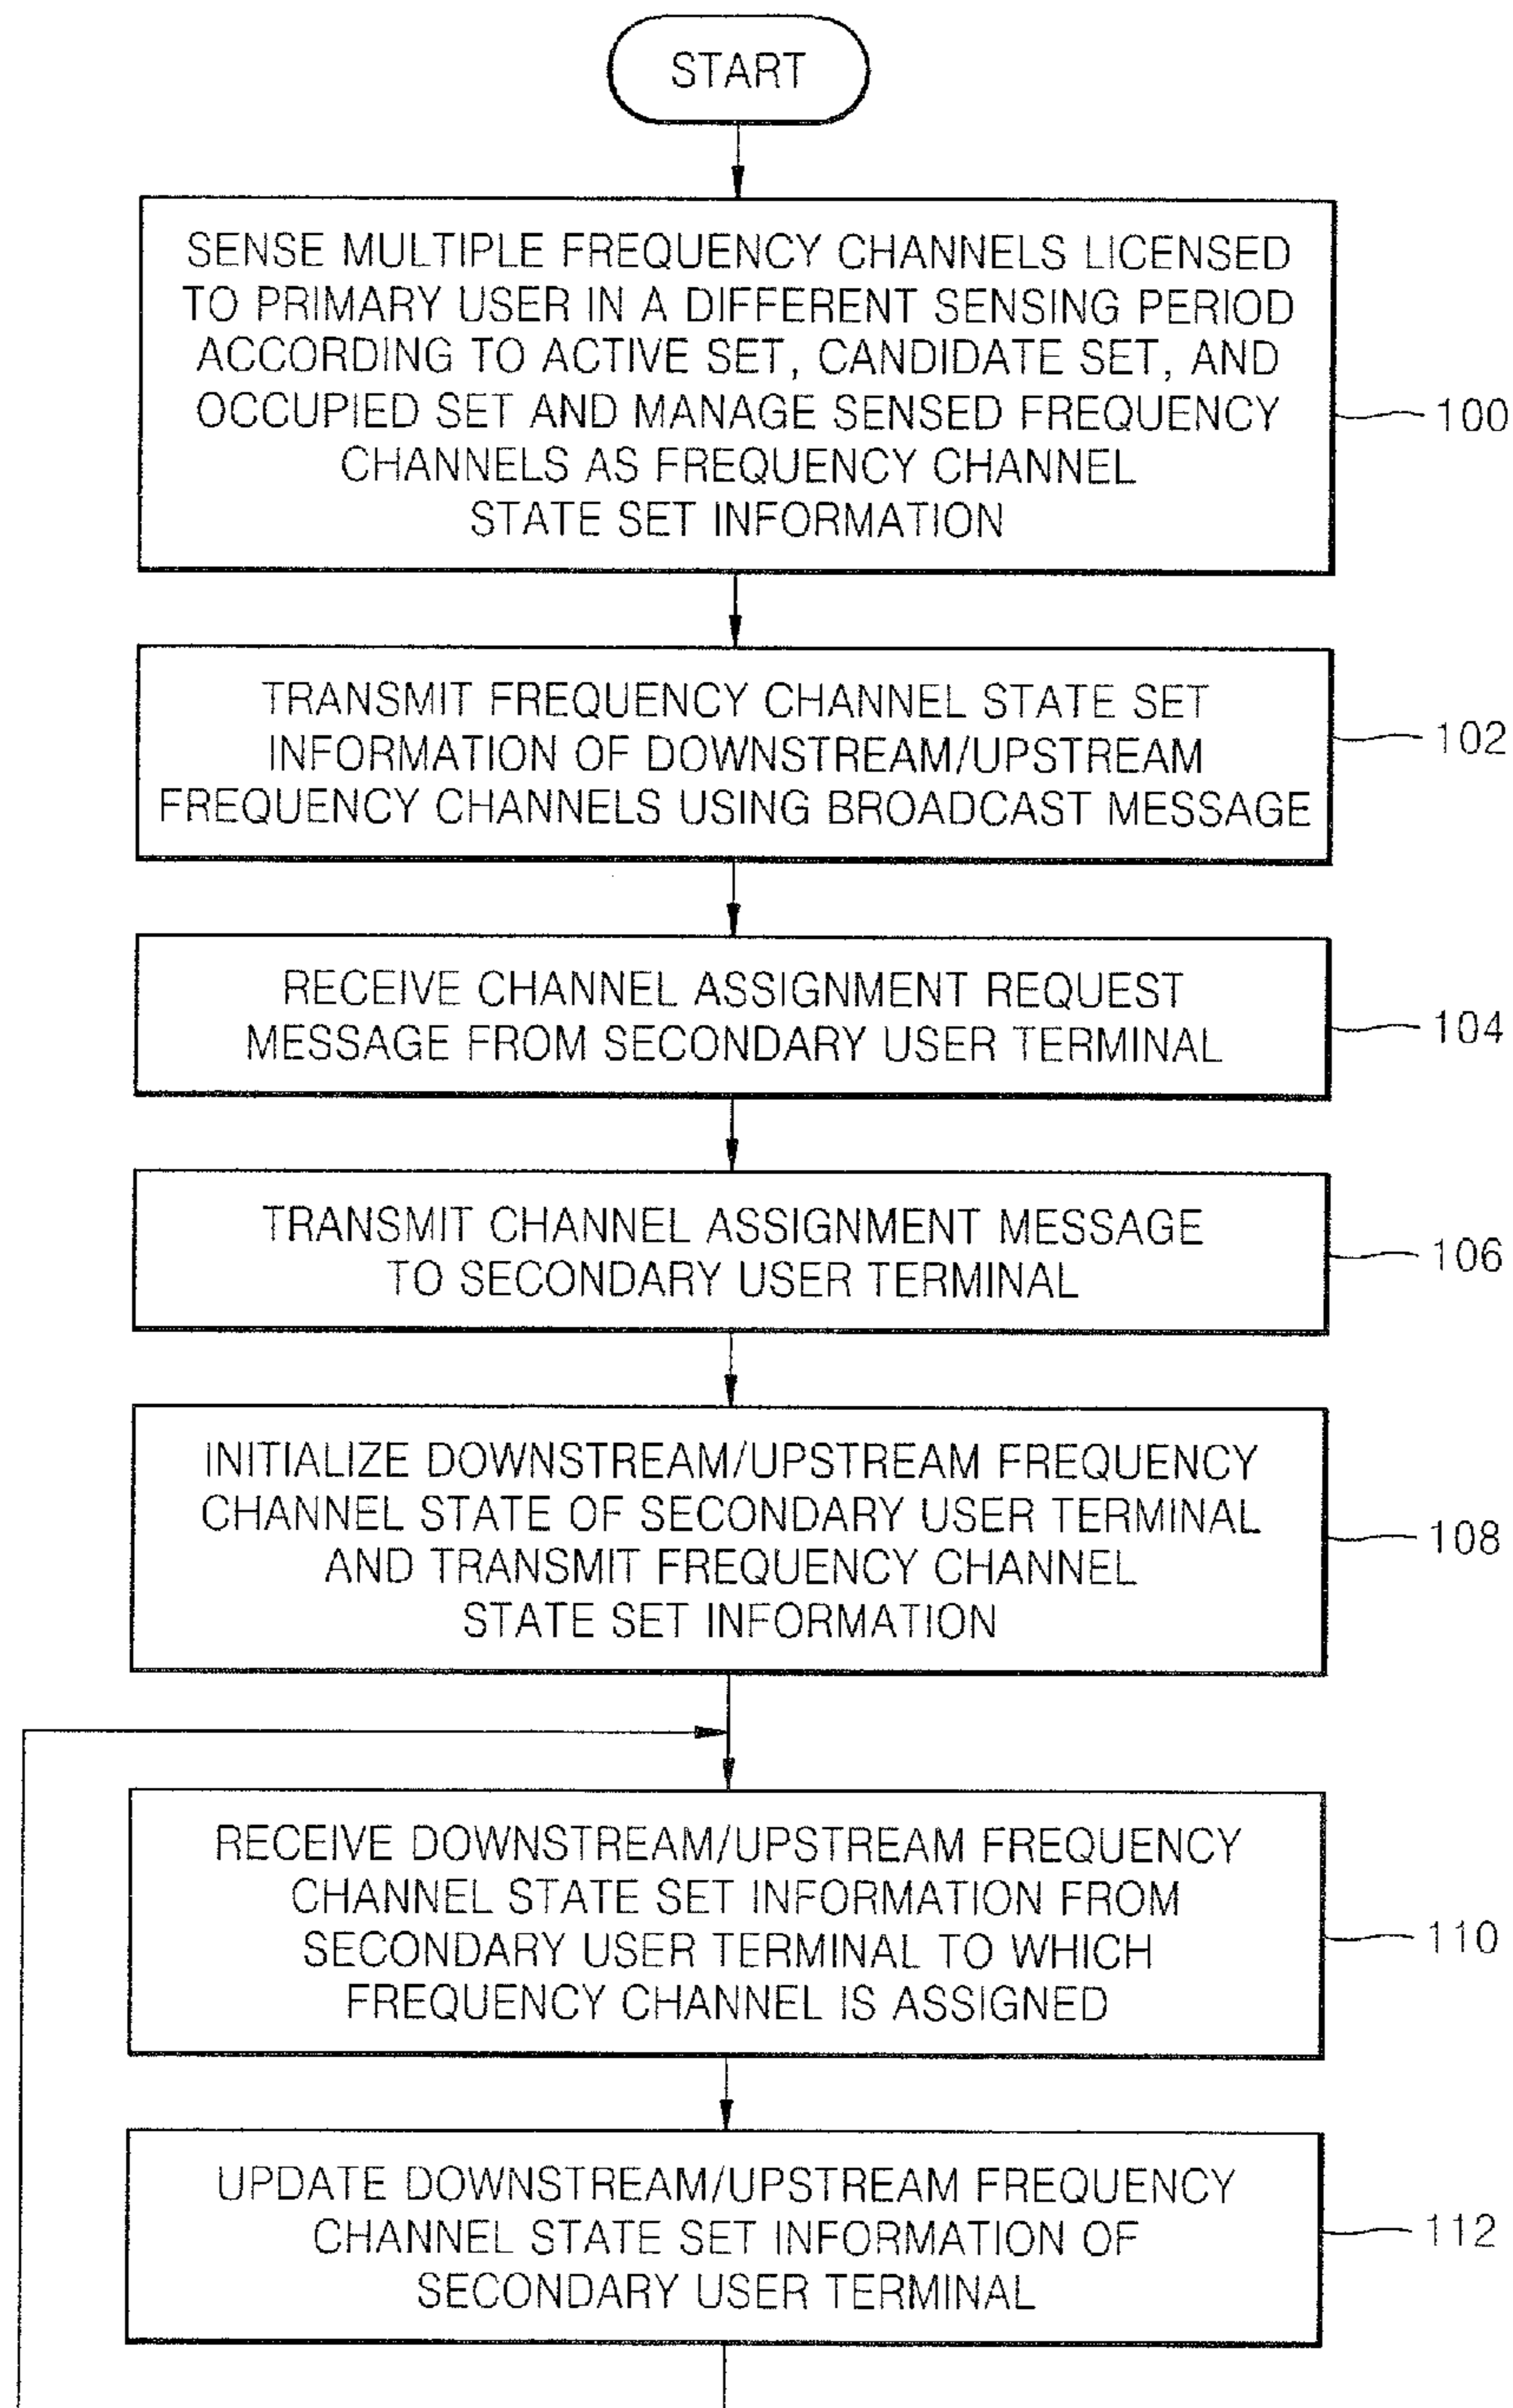 START
SENSE MULTIPLE FREQUENCY CHANNELS LICENSED
TO PRIMARY USER IN A DIFFERENT SENSING PERIOD
ACCORDING TO ACTIVE SET, CANDIDATE SET, AND
OCCUPIED SET AND MANAGE SENSED FREQUENCY
CHANNELS AS FREQUENCY CHANNEL
STATE SET INFORMATION
100
TRANSMIT FREQUENCY CHANNEL STATE SET
INFORMATION OF DOWNSTREAM/UPSTREAM
FREQUENCY CHANNELS USING BROADCAST MESSAGE
102
RECEIVE CHANNEL ASSIGNMENT REQUEST
MESSAGE FROM SECONDARY USER TERMINAL
104
TRANSMIT CHANNEL ASSIGNMENT MESSAGE
TO SECONDARY USER TERMINAL
106
INITIALIZE DOWNSTREAM/UPSTREAM FREQUENCY
CHANNEL STATE OF SECONDARY USER TERMINAL
AND TRANSMIT FREQUENCY CHANNEL
STATE SET INFORMATION
108
RECEIVE DOWNSTREAM/UPSTREAM FREQUENCY
CHANNEL STATE SET INFORMATION FROM
SECONDARY USER TERMINAL TO WHICH
FREQUENCY CHANNEL IS ASSIGNED
110
UPDATE DOWNSTREAM/UPSTREAM FREQUENCY
CHANNEL STATE SET INFORMATION OF
SECONDARY USER TERMINAL
112